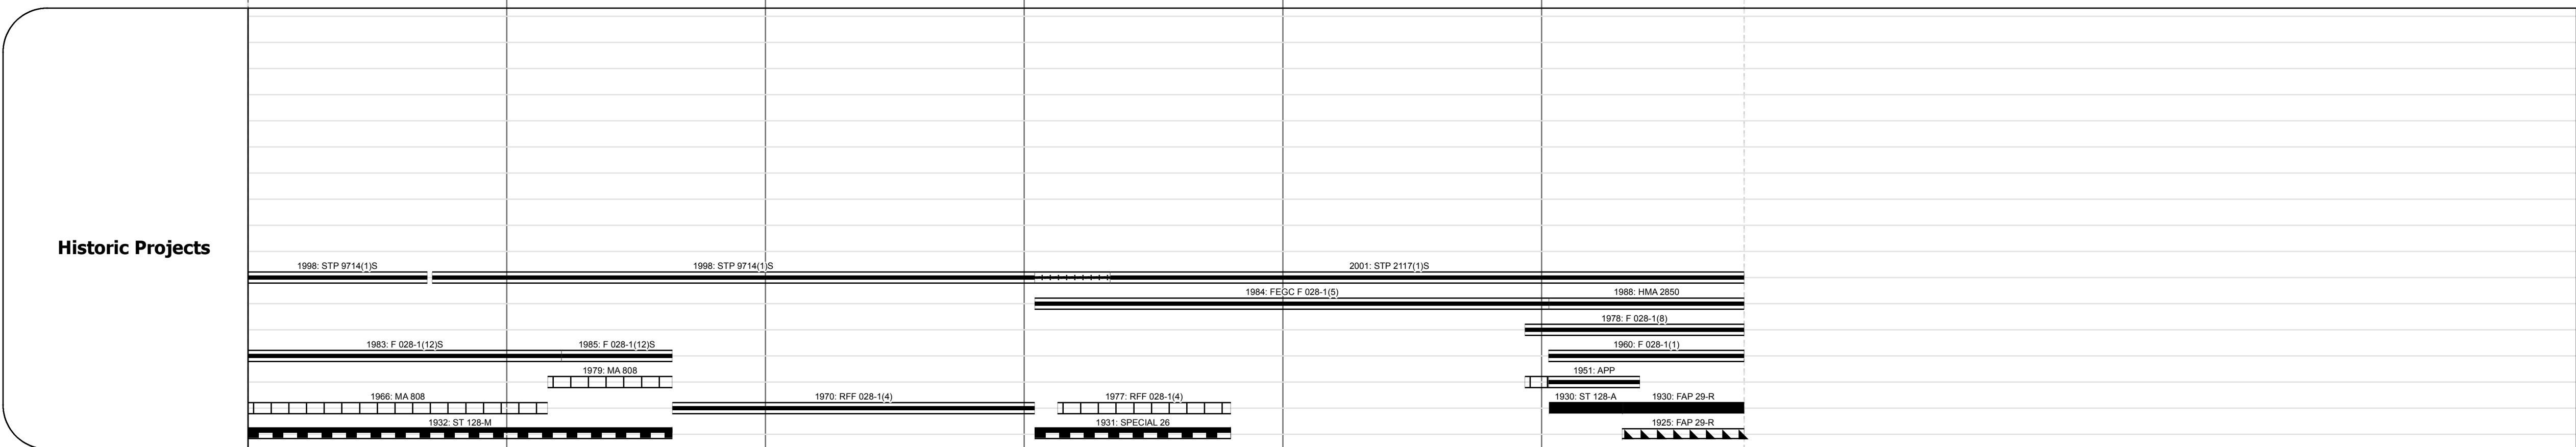 Historic Projects
1998: STP 9714(1)S
1998: STP 9714(1)S
2001: STP 2117(1)S
1984: FEGC F 028-1(5)
1988: HMA 2850
1978: F 028-1(8)
1983: F 028-1(12)S
1985: F 028-1(12)S
1960: F 028-1(1)
1979: MA 808
1951: APP
1966: MA 808
1970: RFF 028-1(4)
1977: RFF 028-1(4)
1930: ST 128-A
1930: FAP 29-R
1932: ST 128-M
1931: SPECIAL 26
1925: FAP 29-R